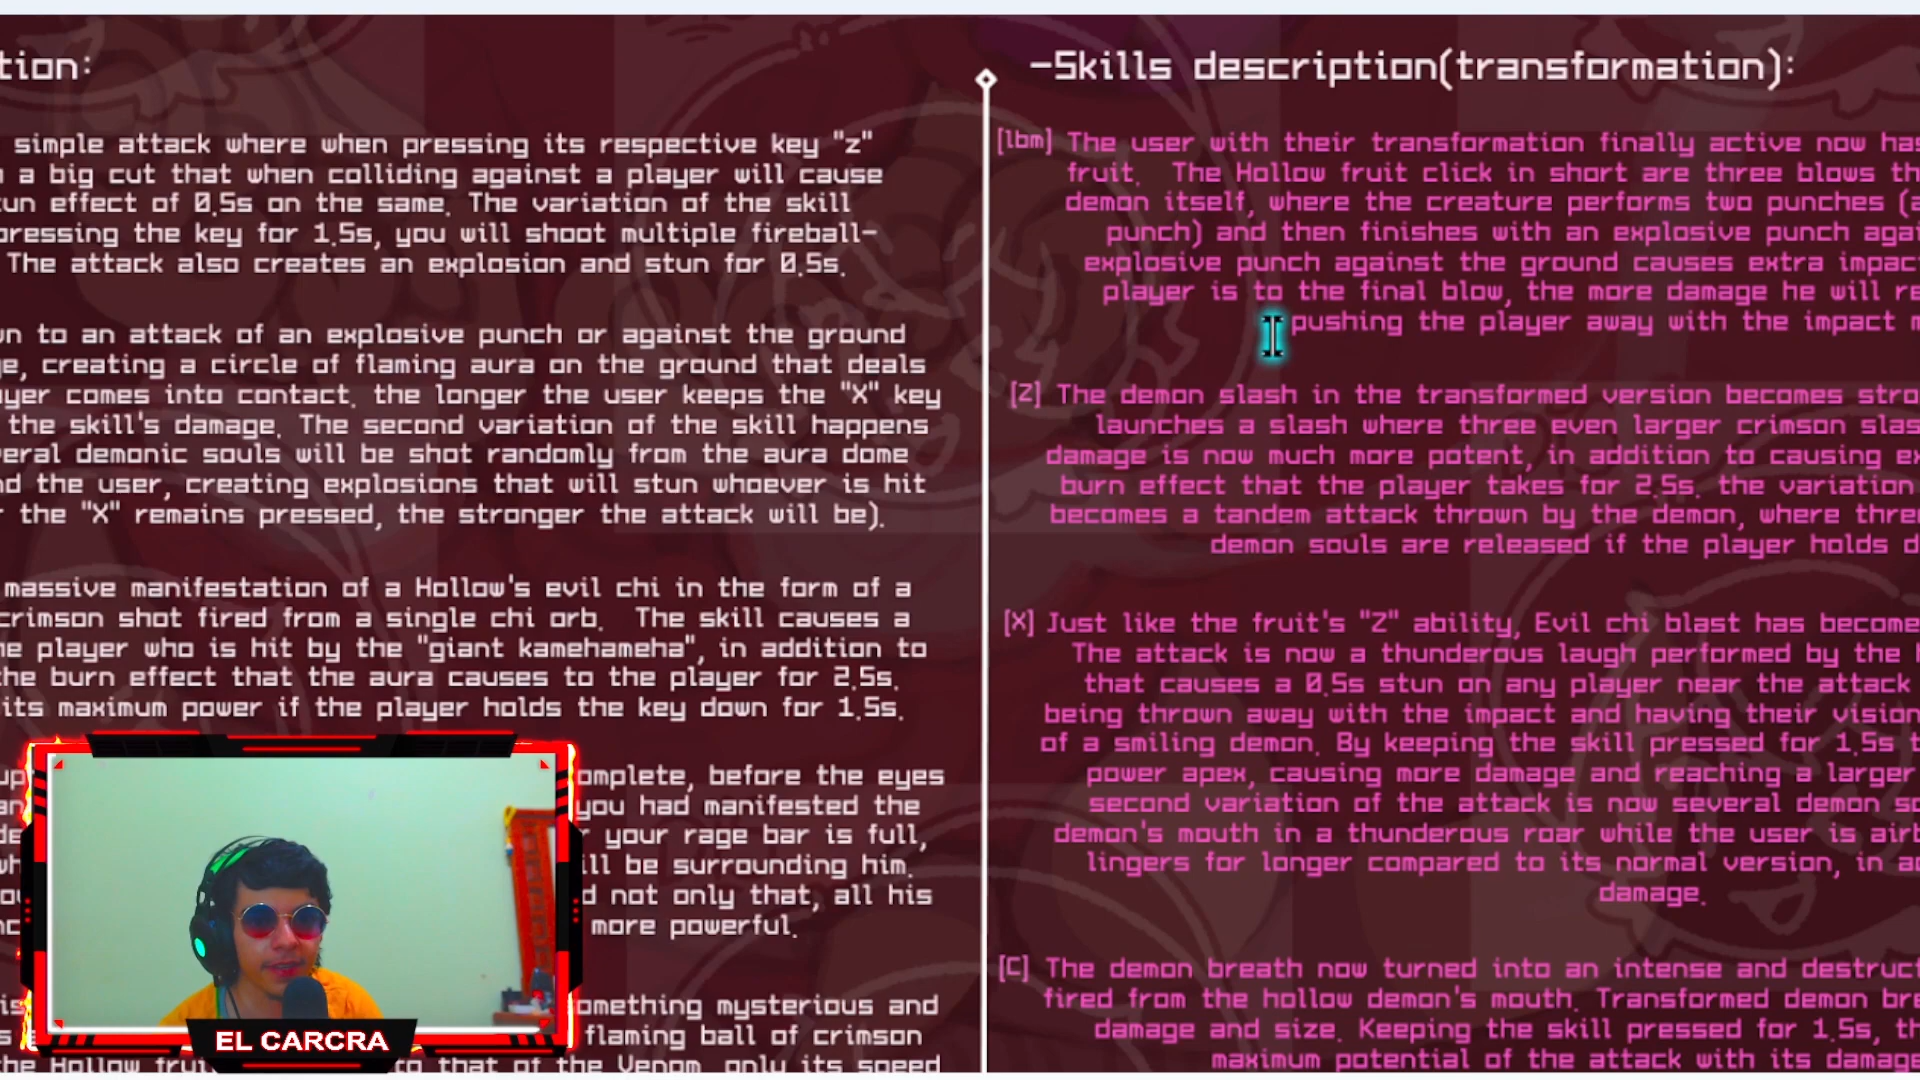 tion:
simple attack where when pressing its respective key "z"
a big cut that when colliding against a player will cause
un effect of 0.5s on the same. The variation of the skill
pressing the key for 1.5s, you will shoot multiple fireball-
The attack also creates an explosion and stun for 0.5s.
n to an attack of an explosive punch or against the ground
e, creating a circle of flaming aura on the ground that deals
yer comes into contact. the longer the user keeps the "X" key
the skill's damage. The second variation of the skill happens
eral demonic souls will be shot randomly from the aura dome
d the user, creating explosions that will stun whoever is hit
the "X" remains pressed, the stronger the attack will be).
massive manifestation of a Hollow's evil chi in the form of a
crimson shot fired from a single chi orb. The skill causes a
e player who is hit by the "giant kamehameha", in addition to
the burn effect that the aura causes to the player for 2.5s.
its maximum power if the player holds the key down for 1.5s.
omplete, before the eyes
you had manifested the
your rage bar is full,
ll be surrounding him.
d not only that, all his
more powerful.
omething mysterious and
flaming ball of crimson
the Hollow frui to that of the Venom, only its speed
-Skills description(transformation):
[lbm] The user with their transformation finally active now has
fruit. The Hollow fruit click in short are three blows th
demon itself, where the creature performs two punches (a
punch) and then finishes with an explosive punch agai
explosive punch against the ground causes extra impac
player is to the final blow, the more damage he will re
pushing the player away with the impact m
[Z] The demon slash in the transformed version becomes stro
launches a slash where three even larger crimson slas
damage is now much more potent, in addition to causing ex
burn effect that the player takes for 2.5s. the variation
becomes a tandem attack thrown by the demon, where three
demon souls are released if the player holds d
[X] Just like the fruit's "Z" ability, Evil chi blast has become
The attack is now a thunderous laugh performed by the h
that causes a 0.5s stun on any player near the attack
being thrown away with the impact and having their vision
of a smiling demon. By keeping the skill pressed for 1.5s t
power apex, causing more damage and reaching a larger
second variation of the attack is now several demon so
demon's mouth in a thunderous roar while the user is airb
lingers for longer compared to its normal version, in ad
damage.
[C] The demon breath now turned into an intense and destruct
fired from the hollow demon's mouth. Transformed demon bre
damage and size. Keeping the skill pressed for 1.5s, th
maximum potential of the attack with its damage
EL CARCRA